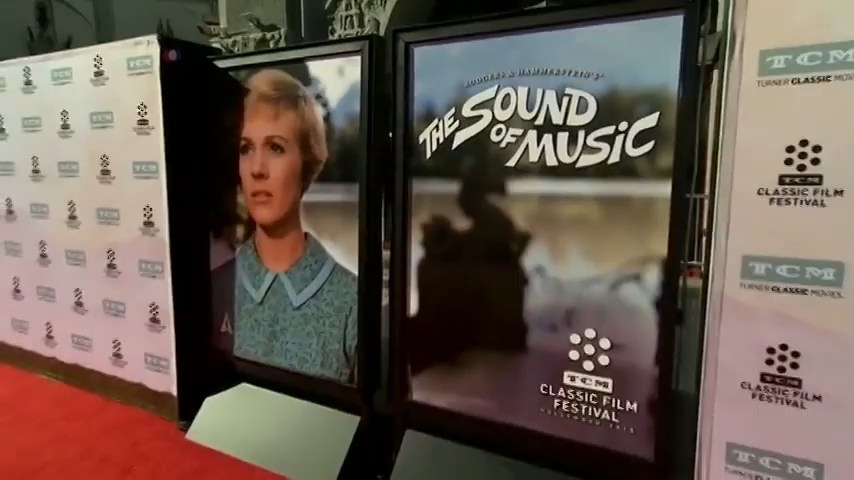 RODGERS & HAMMERSTEIN'S
THE SOUND OF MUSIC
TCM
CLASSIC FILM
FESTIVAL
TCM
TURNER CLASSIC MOVIES
TCM
CLASSIC FILM
FESTIVAL
TCM
TURNER CLASSIC MOVIES
TCM
CLASSIC FILM
FESTIVAL
TCM